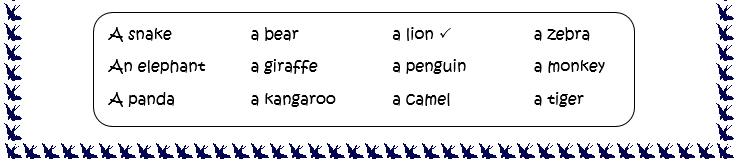 A snake a bear a lion ✓ a zebra
An elephant a giraffe a penguin a monkey
A panda a kangaroo a camel a tiger